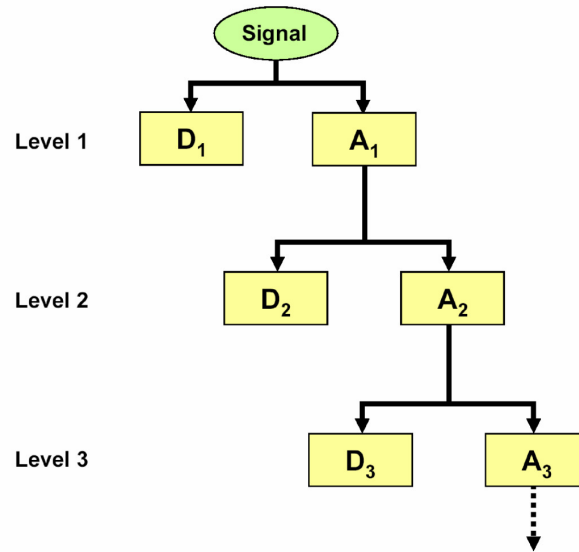 Signal
Level 1 D₁ A₁
Level 2 D₂ A₂
Level 3 D₃ A₃